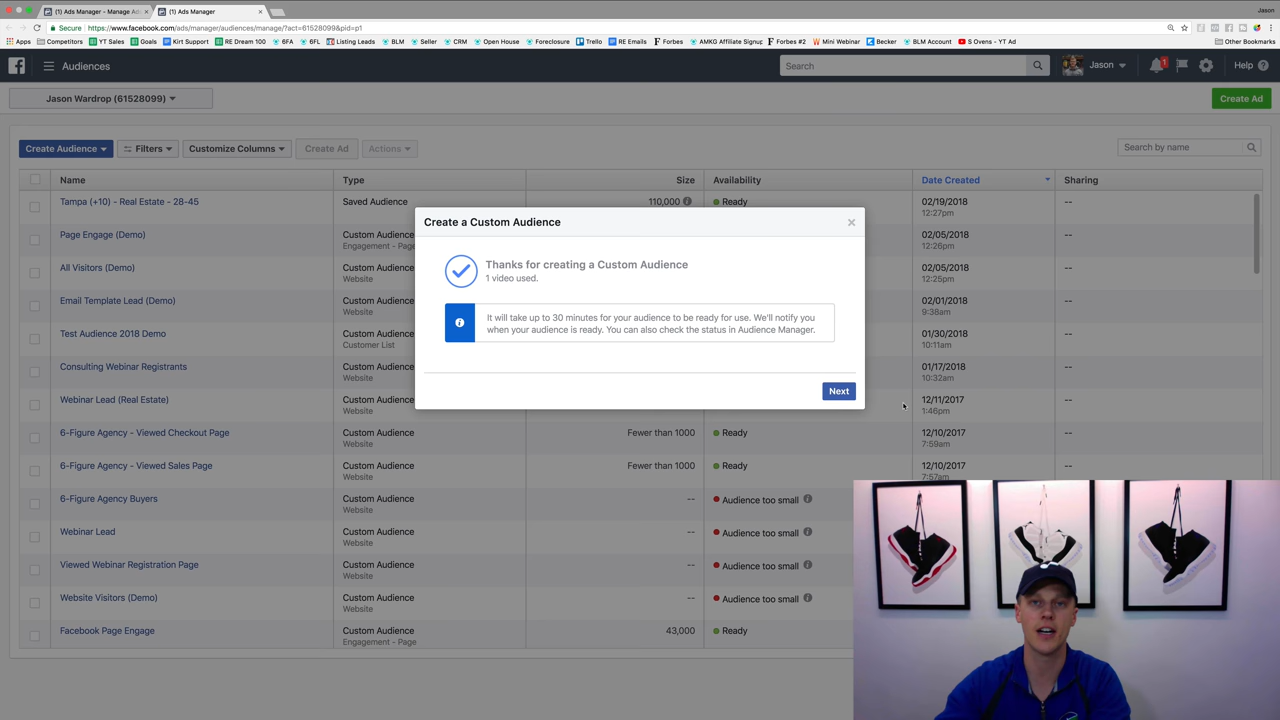 Jason
(1) Ads Manager - Manage Ad
(1) Ads Manager
Secure
https://www.facebook.com/ads/manager/audiences/manage/?act=61528099&pid=p1
Apps
Competitors
YT Sales
Goals
Kirt Support
RE Dream 100
6FA
6FL
Listing Leads
BLM
Seller
CRM
Open House
Foreclosure
Trello
RE Emails
Forbes
AMKG Affiliate Signup
Forbes #2
Mini Webinar
Becker
BLM Account
S Ovens - YT Ad
Other Bookmarks
Audiences
Search
Jason
1
Help
Jason Wardrop (61528099)
Create Ad
Create Audience
Filters
Customize Columns
Create Ad
Actions
Search by name
Name
Type
Size
Availability
Date Created
Sharing
Tampa (+10) - Real Estate - 28-45
Saved Audience
110,000
Ready
02/19/2018
12:27pm
--
Page Engage (Demo)
Custom Audience
Engagement - Page
02/05/2018
12:26pm
--
All Visitors (Demo)
Custom Audience
Website
02/05/2018
12:25pm
--
Email Template Lead (Demo)
Custom Audience
Website
02/01/2018
9:38am
--
Test Audience 2018 Demo
Custom Audience
Customer List
01/30/2018
10:11am
--
Consulting Webinar Registrants
Custom Audience
Website
01/17/2018
10:32am
--
Webinar Lead (Real Estate)
Custom Audience
Website
12/11/2017
1:46pm
--
6-Figure Agency - Viewed Checkout Page
Custom Audience
Website
Fewer than 1000
Ready
12/10/2017
7:59am
--
6-Figure Agency - Viewed Sales Page
Custom Audience
Website
Fewer than 1000
Ready
12/10/2017
7:57am
--
6-Figure Agency Buyers
Custom Audience
Website
--
Audience too small
Webinar Lead
Custom Audience
Website
--
Audience too small
Viewed Webinar Registration Page
Custom Audience
Website
--
Audience too small
Website Visitors (Demo)
Custom Audience
Website
--
Audience too small
Facebook Page Engage
Custom Audience
Engagement - Page
43,000
Ready
Create a Custom Audience
Thanks for creating a Custom Audience
1 video used.
It will take up to 30 minutes for your audience to be ready for use. We'll notify you
when your audience is ready. You can also check the status in Audience Manager.
Next